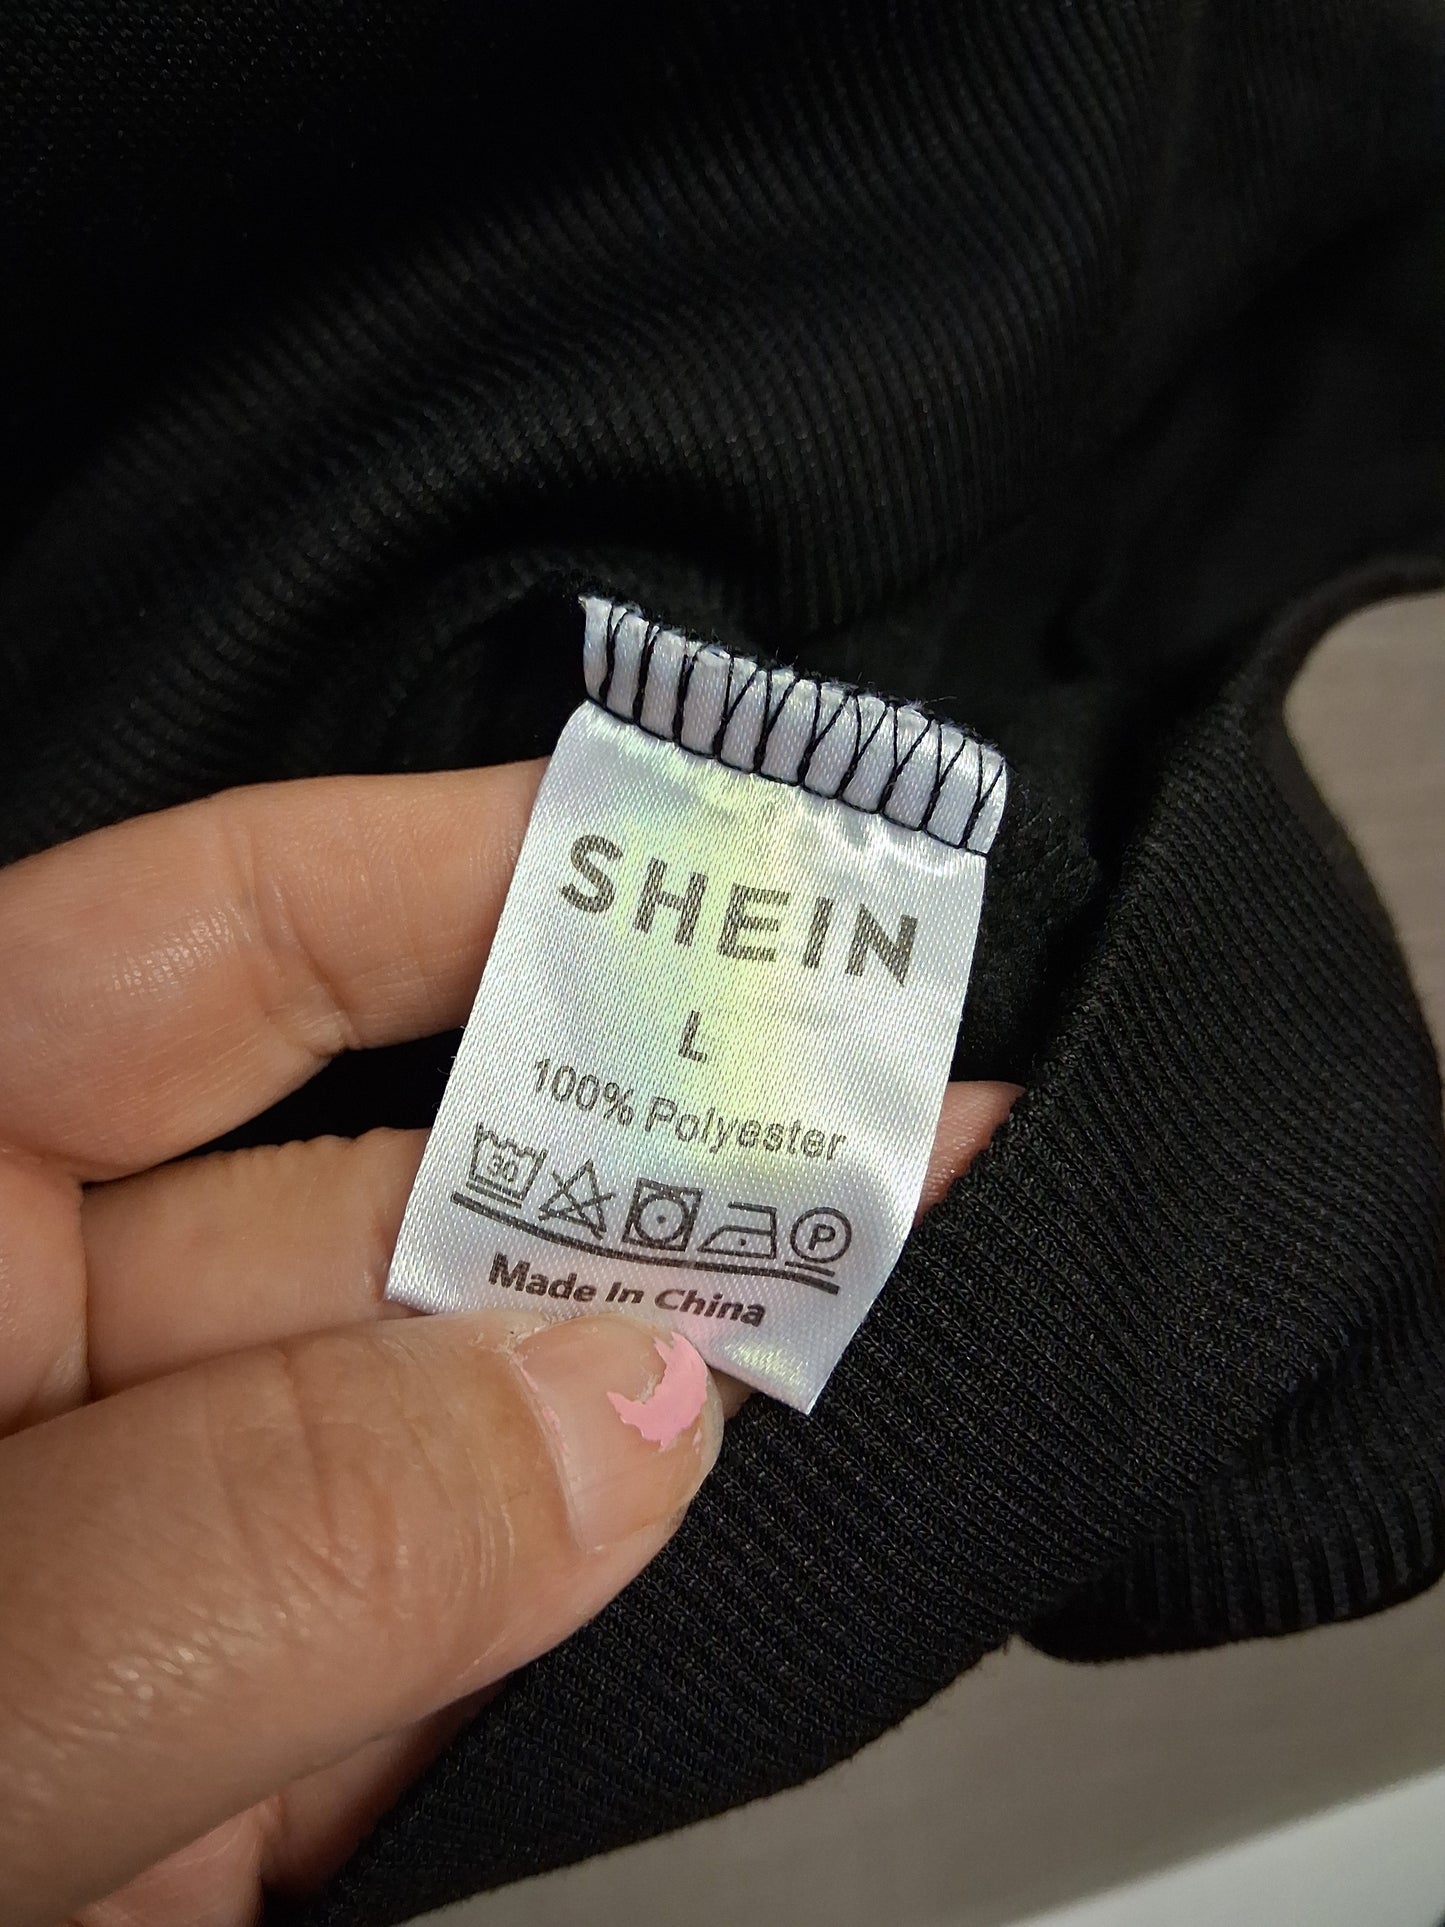 SHEIN
L
100% Polyester
30 P
Made In China